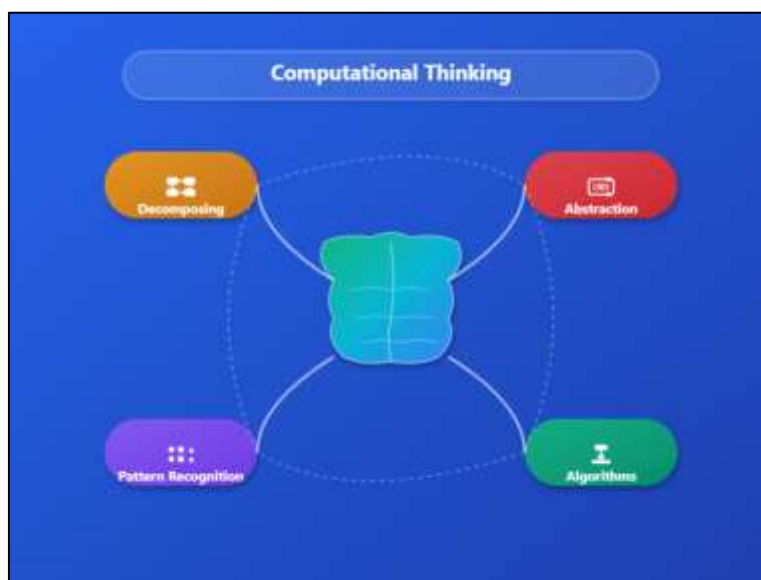 Computational Thinking
Decomposing
Abstraction
Pattern Recognition
Algorithms